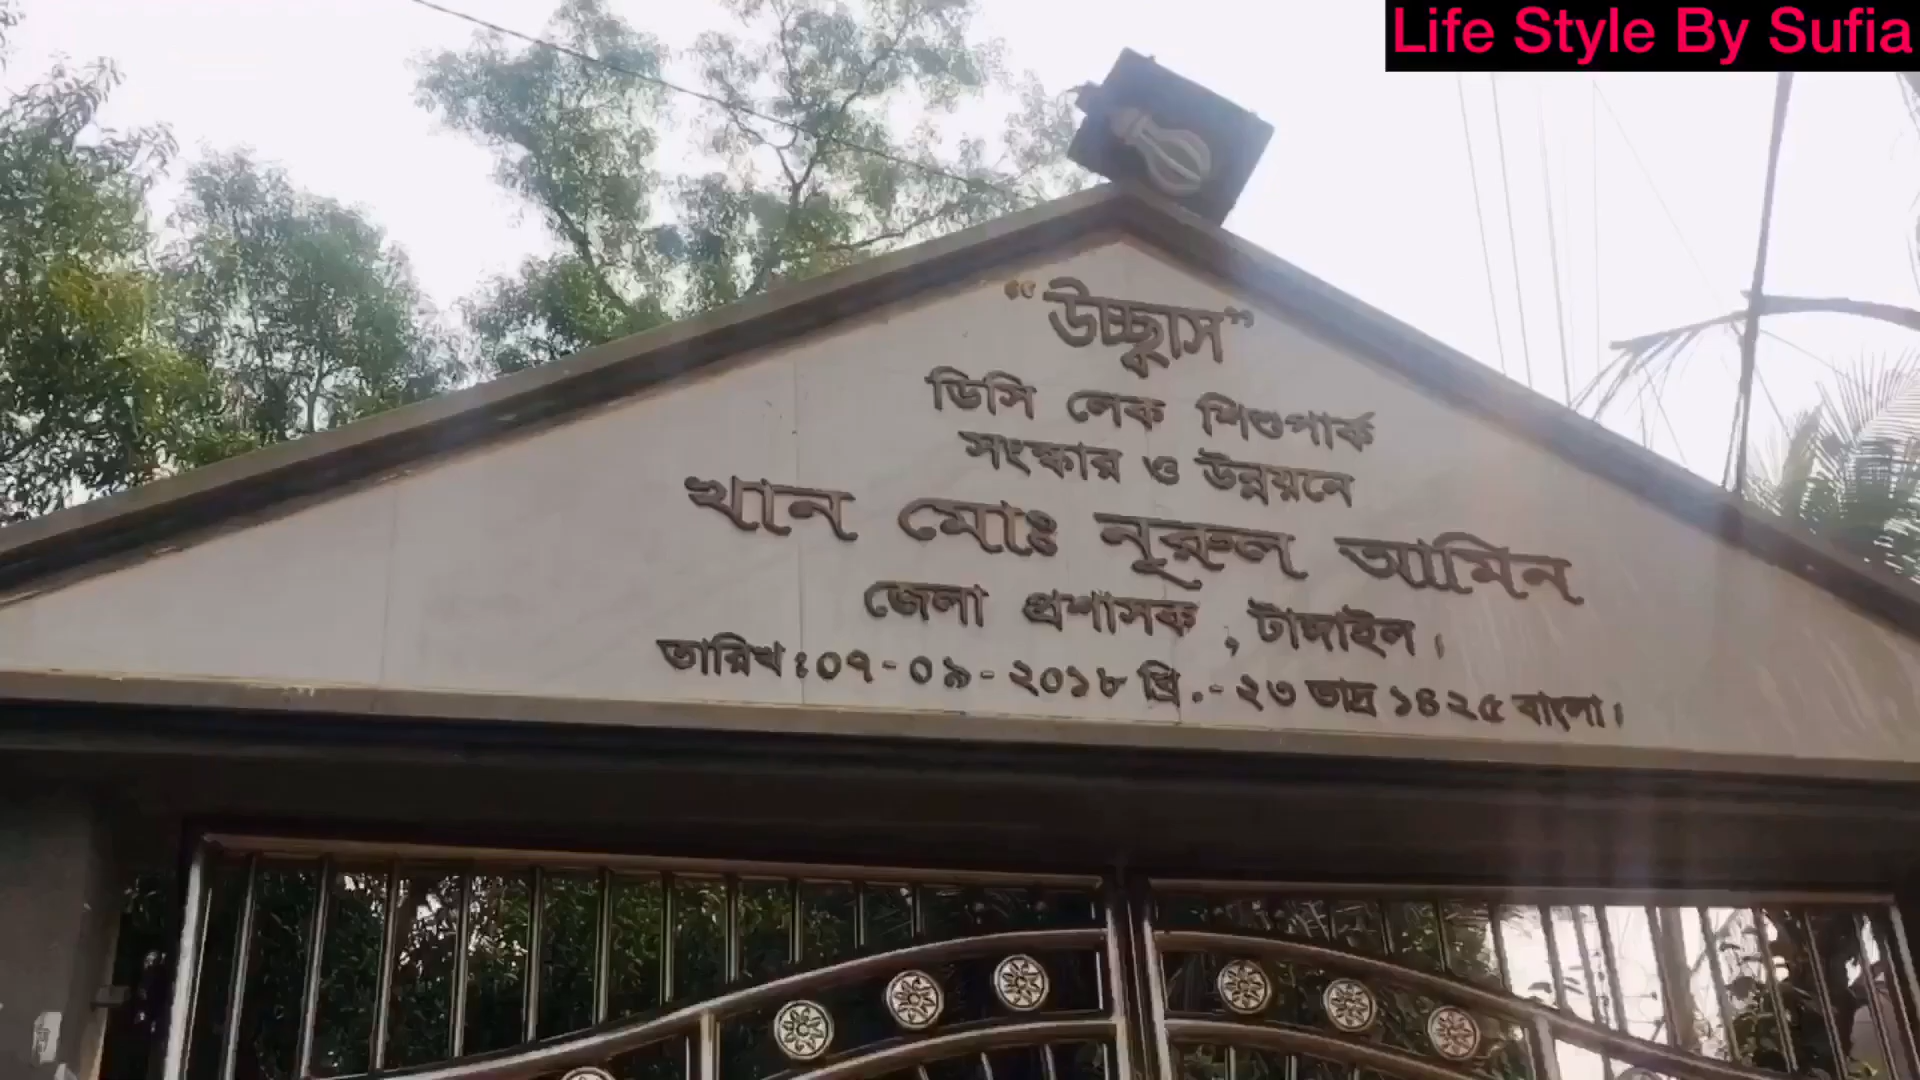 Life Style By Sufia
“উচ্ছ্বাস”
ডিসি লেক শিশুপার্ক
সংস্কার ও উন্নয়নে
খান মোঃ নূরুল আমিন
জেলা প্রশাসক , টাঙ্গাইল।
তারিখ : ০৭ - ০৯ - ২০১৮ খ্রি . - ২৩ ভাদ্র ১৪২৫ বাংলা।